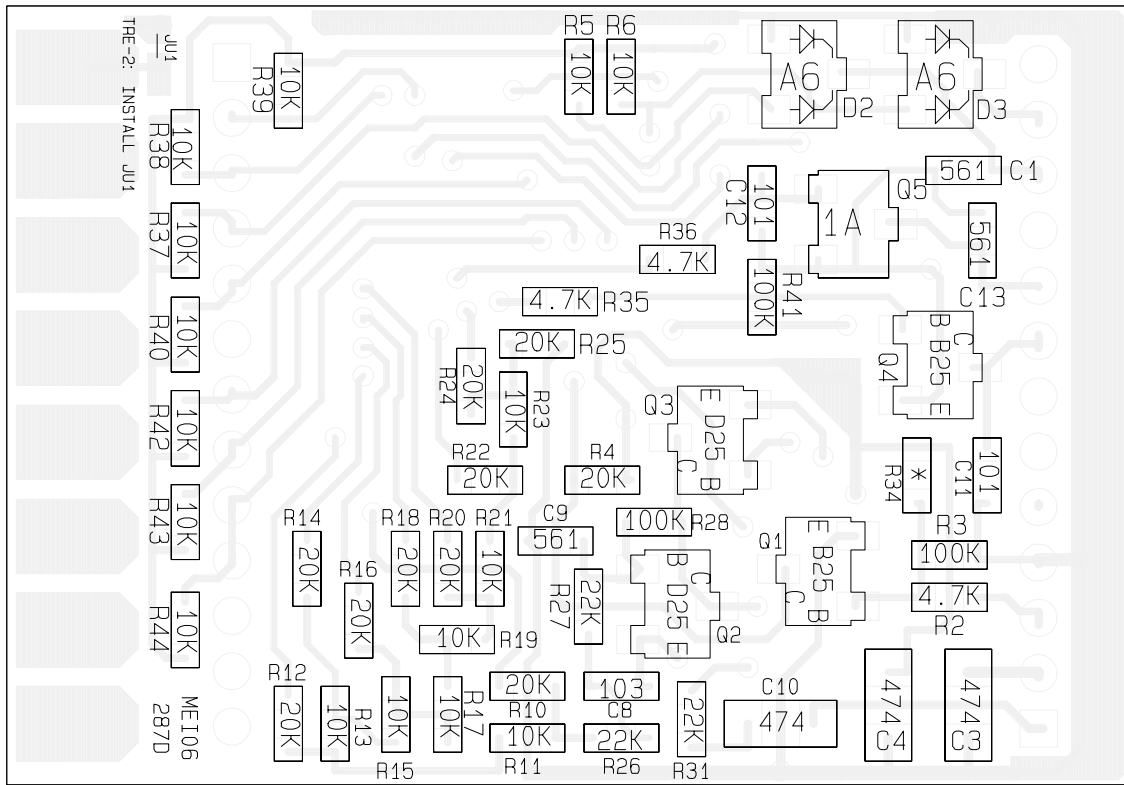 TRE-2: INSTALL JU1
JU1
R39
10K
R5
10K
R6
10K
A6
D2
A6
D3
R38
10K
561
C1
C12
101
1A
Q5
R37
10K
R36
4.7K
561
C13
R41
100K
4.7K
R35
R40
10K
20K
R25
Q4
B
C
B25
E
R24
20K
10K
R23
Q3
E
D25
C
B
R42
10K
R22
20K
R4
20K
R34
*
C11
101
R43
10K
R14
20K
R18
20K
R20
20K
R21
10K
C9
561
100K
R28
Q1
E
B25
C
B
R3
100K
R16
20K
R27
22K
B
C
D25
E
Q2
4.7K
R2
R44
10K
10K
R19
MEI06
287D
R12
20K
10K
R13
10K
R15
10K
R17
20K
R10
10K
R11
103
C8
22K
R26
22K
R31
C10
474
474
C4
474
C3